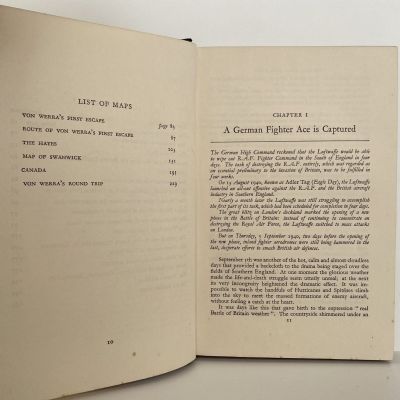 LIST OF MAPS
VON WERRA'S FIRST ESCAPE page 85
ROUTE OF VON WERRA'S FIRST ESCAPE 87
THE HAYES 103
MAP OF SWANWICK 131
CANADA 191
VON WERRA'S ROUND TRIP 219
10
CHAPTER I
A German Fighter Ace is Captured
The German High Command reckoned that the Luftwaffe would be able
to wipe out R.A.F. Fighter Command in the South of England in four
days. The task of destroying the R.A.F. entirely, which was regarded as
an essential preliminary to the invasion of Britain, was to be fulfilled in
four weeks.
On 13 August 1940, known as Adler Tag (Eagle Day), the Luftwaffe
launched an all-out offensive against the R.A.F. and the British aircraft
industry in Southern England.
Nearly a month later the Luftwaffe was still struggling to accomplish
the first part of its task, which had been scheduled for completion in four days.
The great blitz on London's dockland marked the opening of a new
phase in the Battle of Britain: instead of continuing to concentrate on
destroying the Royal Air Force, the Luftwaffe switched to mass attacks
on London.
But on Thursday, 5 September 1940, two days before the opening of
the new phase, inland fighter aerodromes were still being hammered in the
last, desperate efforts to smash British air defences.
September 5th was another of the hot, calm and almost cloudless
days that provided a backcloth to the drama being staged over the
fields of Southern England. At one moment the glorious weather
made the life-and-death struggle seem utterly unreal; at the next
its very incongruity heightened the dramatic effect. It was im-
possible to watch the handfuls of Hurricanes and Spitfires climb
into the sky to meet the massed formations of enemy aircraft,
without feeling a catch at the heart.
It was days like this that gave birth to the expression "real
Battle of Britain weather". The countryside shimmered under an
11